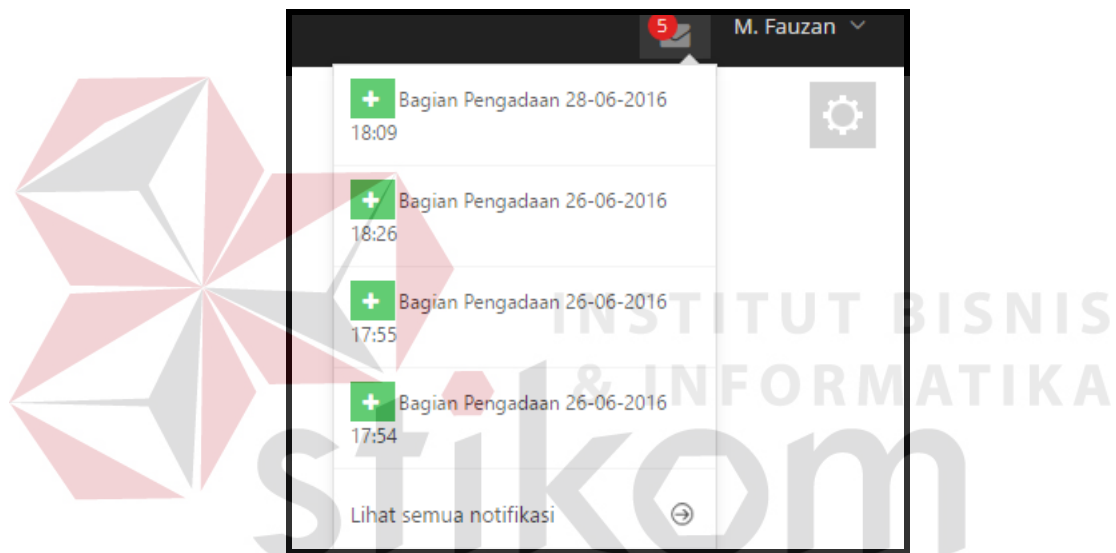 5
M. Fauzan
Bagian Pengadaan 28-06-2016
18:09
Bagian Pengadaan 26-06-2016
18:26
Bagian Pengadaan 26-06-2016
17:55
Bagian Pengadaan 26-06-2016
17:54
Lihat semua notifikasi
INSTITUT BISNIS
& INFORMATIKA
stikom